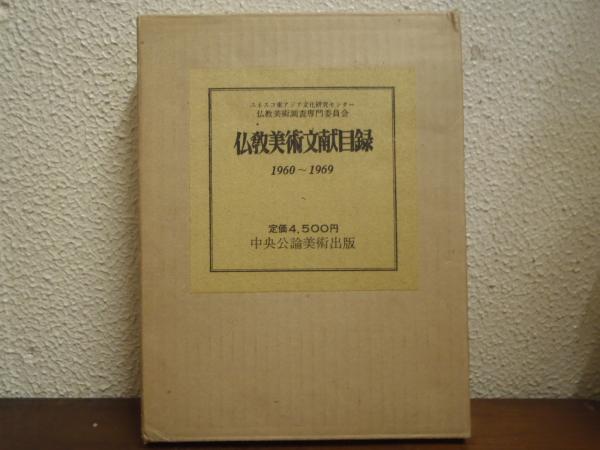 ユネスコ東アジア文化研究センター
仏教美術調査専門委員会
仏教美術文献目録
1960～1969
定価4,500円
中央公論美術出版